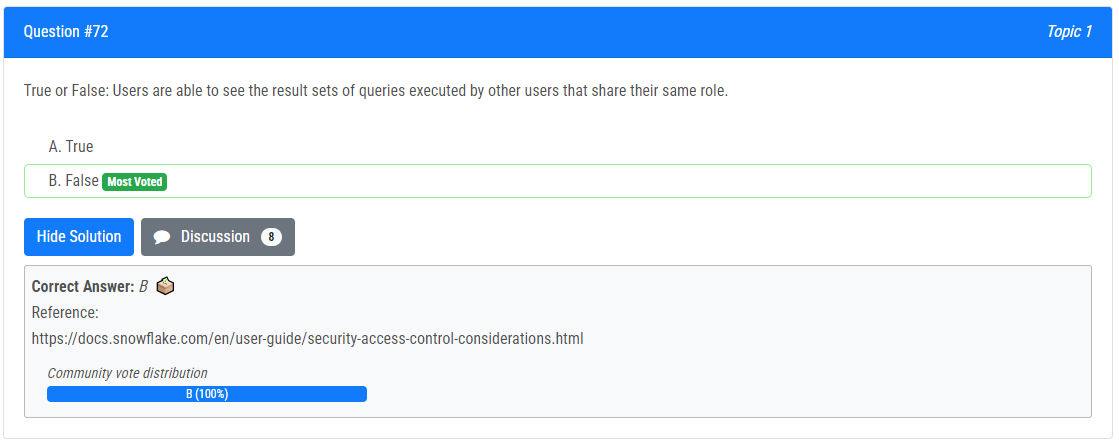 Question #72
Topic 1
True or False: Users are able to see the result sets of queries executed by other users that share their same role.
A. True
B. False Most Voted
Hide Solution
Discussion 8
Correct Answer: B
Reference:
https://docs.snowflake.com/en/user-guide/security-access-control-considerations.html
Community vote distribution
B (100%)